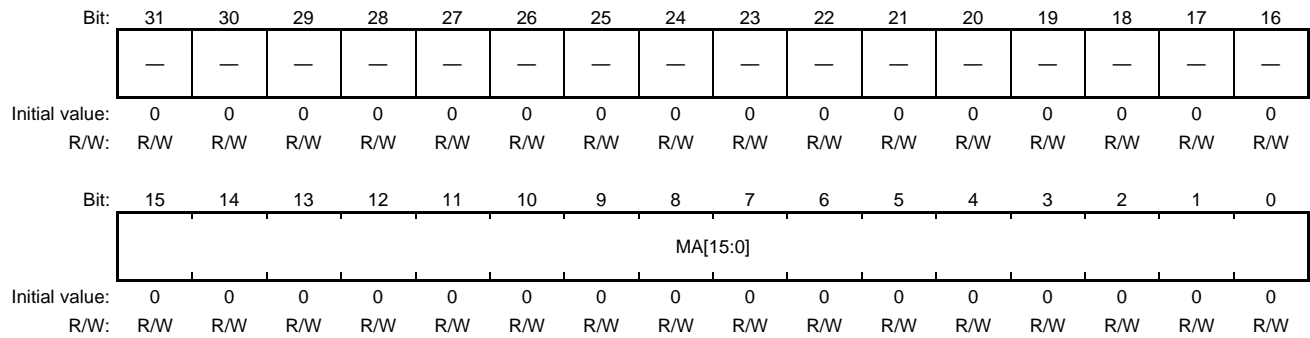 Bit: 31 30 29 28 27 26 25 24 23 22 21 20 19 18 17 16
— — — — — — — — — — — — — — — —
Initial value: 0 0 0 0 0 0 0 0 0 0 0 0 0 0 0 0
R/W: R/W R/W R/W R/W R/W R/W R/W R/W R/W R/W R/W R/W R/W R/W R/W R/W
Bit: 15 14 13 12 11 10 9 8 7 6 5 4 3 2 1 0
MA[15:0]
Initial value: 0 0 0 0 0 0 0 0 0 0 0 0 0 0 0 0
R/W: R/W R/W R/W R/W R/W R/W R/W R/W R/W R/W R/W R/W R/W R/W R/W R/W